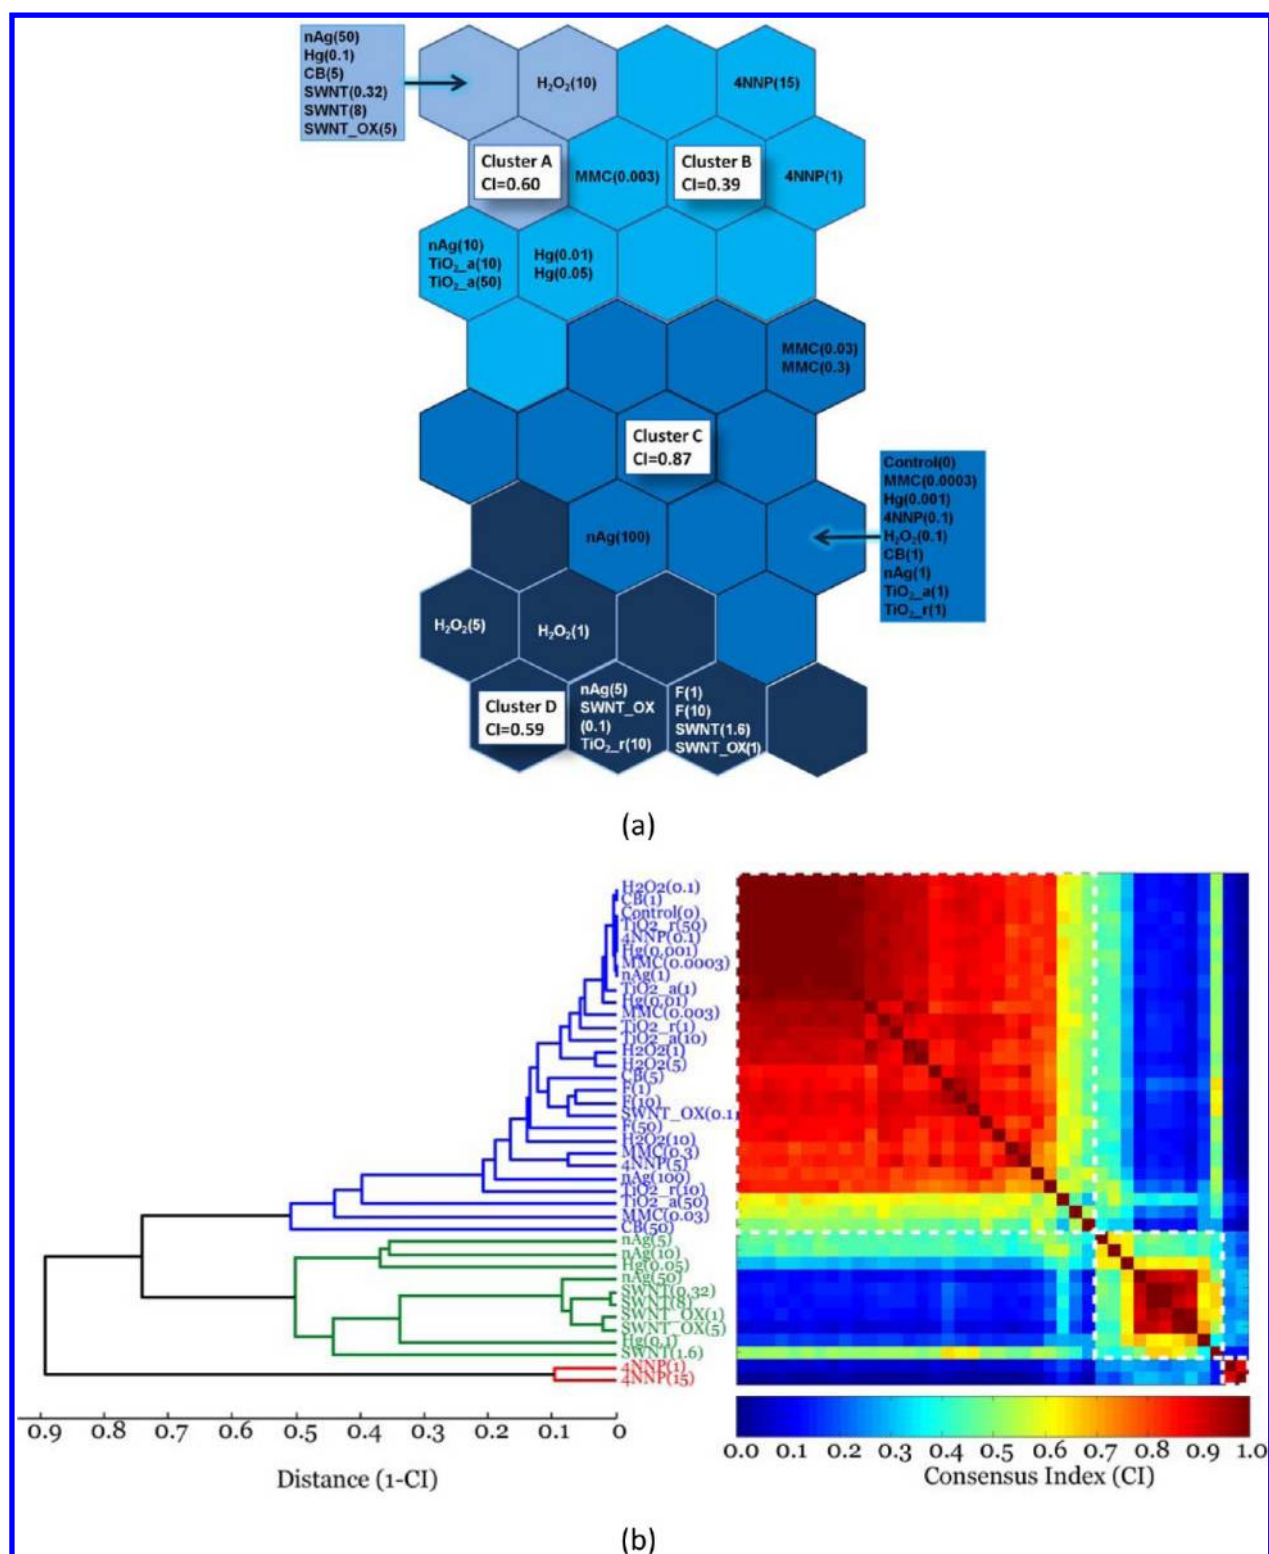 nAg(50)
Hg(0.1)
CB(5)
SWNT(0.32)
SWNT(8)
SWNT_OX(5)
H₂O₂(10)
4NNP(15)
Cluster A
CI=0.60
MMC(0.003)
Cluster B
CI=0.39
4NNP(1)
nAg(10)
TiO₂_a(10)
TiO₂_a(50)
Hg(0.01)
Hg(0.05)
MMC(0.03)
MMC(0.3)
Cluster C
CI=0.87
Control(0)
MMC(0.0003)
Hg(0.001)
4NNP(0.1)
H₂O₂(0.1)
CB(1)
nAg(1)
TiO₂_a(1)
TiO₂_r(1)
nAg(100)
H₂O₂(5)
H₂O₂(1)
Cluster D
CI=0.59
nAg(5)
SWNT_OX
(0.1)
TiO₂_r(10)
F(1)
F(10)
SWNT(1.6)
SWNT_OX(1)
(a)
H2O2(0.1)
CB(1)
Control(0)
TiO2_r(50)
4NNP(0.1)
Hg(0.001)
MMC(0.0003)
nAg(1)
TiO2_a(1)
Hg(0.01)
MMC(0.003)
TiO2_r(1)
TiO2_a(10)
H2O2(1)
H2O2(5)
CB(5)
F(1)
F(10)
SWNT_OX(0.1
F(50)
H2O2(10)
MMC(0.3)
4NNP(5)
nAg(100)
TiO2_r(10)
TiO2_a(50)
MMC(0.03)
CB(50)
nAg(5)
nAg(10)
Hg(0.05)
nAg(50)
SWNT(0.32)
SWNT(8)
SWNT_OX(1)
SWNT_OX(5)
Hg(0.1)
SWNT(1.6)
4NNP(1)
4NNP(15)
0.9 0.8 0.7 0.6 0.5 0.4 0.3 0.2 0.1 0
Distance (1-CI)
0.0 0.1 0.2 0.3 0.4 0.5 0.6 0.7 0.8 0.9 1.0
Consensus Index (CI)
(b)